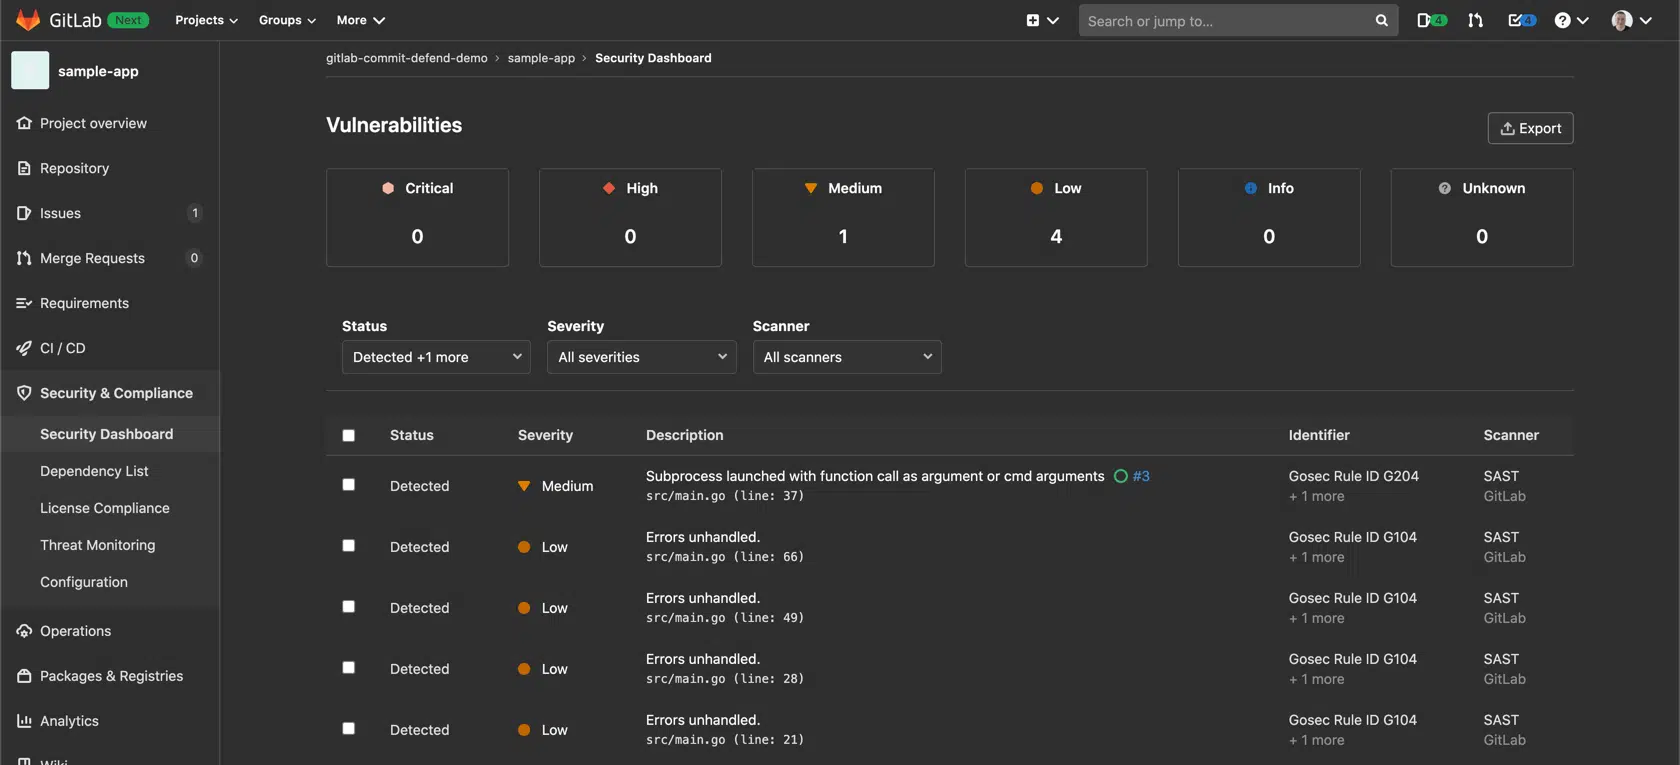 GitLab Next Projects Groups More Search or jump to... 4 4
sample-app
Project overview
Repository
Issues 1
Merge Requests 0
Requirements
CI / CD
Security & Compliance
Security Dashboard
Dependency List
License Compliance
Threat Monitoring
Configuration
Operations
Packages & Registries
Analytics
Wiki
gitlab-commit-defend-demo › sample-app › Security Dashboard
Vulnerabilities
Export
Critical High Medium Low Info Unknown
0 0 1 4 0 0
Status Severity Scanner
Detected +1 more All severities All scanners
Status Severity Description Identifier Scanner
Detected Medium Subprocess launched with function call as argument or cmd arguments #3 Gosec Rule ID G204 SAST
src/main.go (line: 37) + 1 more GitLab
Detected Low Errors unhandled. Gosec Rule ID G104 SAST
src/main.go (line: 66) + 1 more GitLab
Detected Low Errors unhandled. Gosec Rule ID G104 SAST
src/main.go (line: 49) + 1 more GitLab
Detected Low Errors unhandled. Gosec Rule ID G104 SAST
src/main.go (line: 28) + 1 more GitLab
Detected Low Errors unhandled. Gosec Rule ID G104 SAST
src/main.go (line: 21) + 1 more GitLab